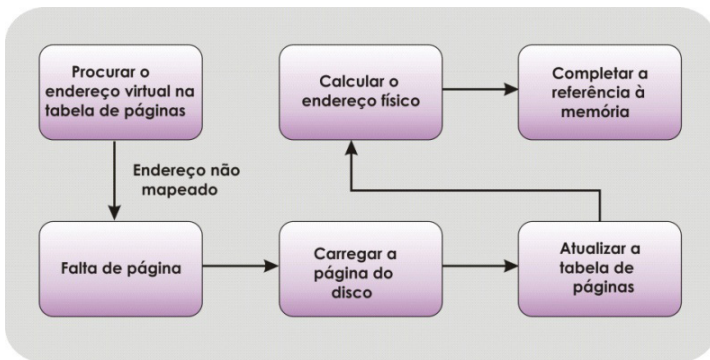 Procurar o
endereço virtual na
tabela de páginas
Endereço não
mapeado
Falta de página
Carregar a
página do
disco
Atualizar a
tabela de
páginas
Calcular o
endereço físico
Completar a
referência à
memória